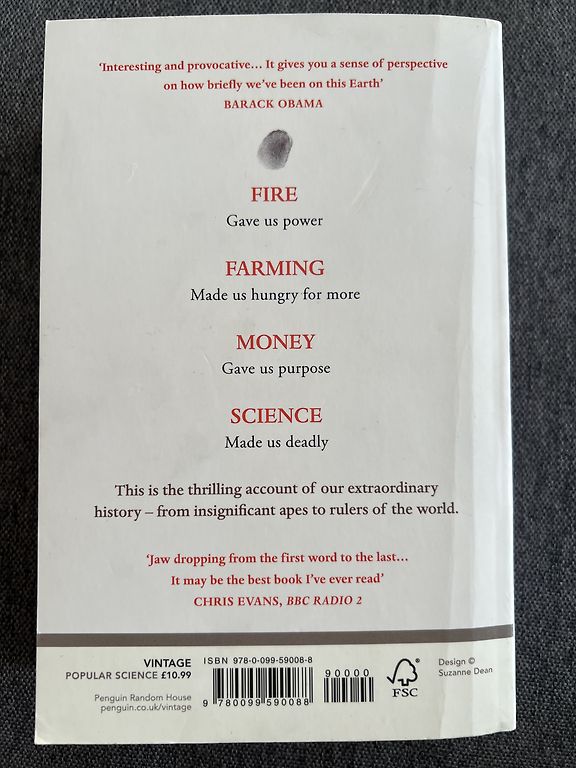 ‘Interesting and provocative... It gives you a sense of perspective
on how briefly we’ve been on this Earth’
BARACK OBAMA
FIRE
Gave us power
FARMING
Made us hungry for more
MONEY
Gave us purpose
SCIENCE
Made us deadly
This is the thrilling account of our extraordinary
history – from insignificant apes to rulers of the world.
‘Jaw dropping from the first word to the last...
It may be the best book I’ve ever read’
CHRIS EVANS, BBC RADIO 2
VINTAGE
POPULAR SCIENCE £10.99
Penguin Random House
penguin.co.uk/vintage
ISBN 978-0-099-59008-8
90000
9 780099 590088
®
FSC
Design ©
Suzanne Dean